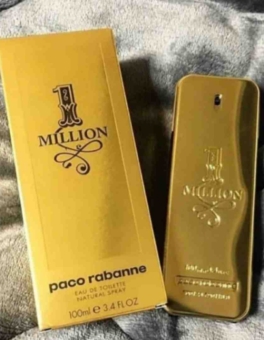 1
MILLION
paco rabanne
EAU DE TOILETTE
NATURAL SPRAY
100ml e 3.4 FL.OZ
1
MILLION